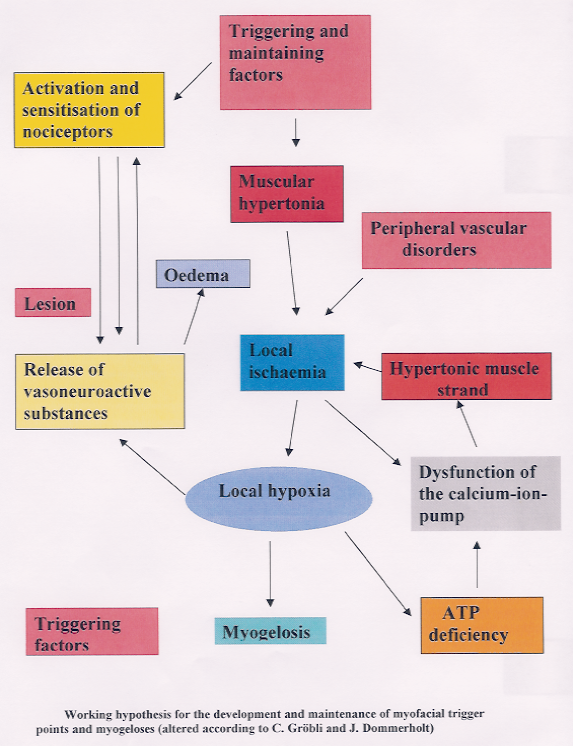 Triggering and
maintaining
factors
Activation and
sensitisation of
nociceptors
Muscular
hypertonia
Peripheral vascular
disorders
Oedema
Lesion
Local
ischaemia
Release of
vasoneuroactive
substances
Hypertonic muscle
strand
Local hypoxia
Dysfunction of
the calcium-ion-
pump
Triggering
factors
Myogelosis
ATP
deficiency
Working hypothesis for the development and maintenance of myofacial trigger
points and myogeloses (altered according to C. Gröbli and J. Dommerholt)